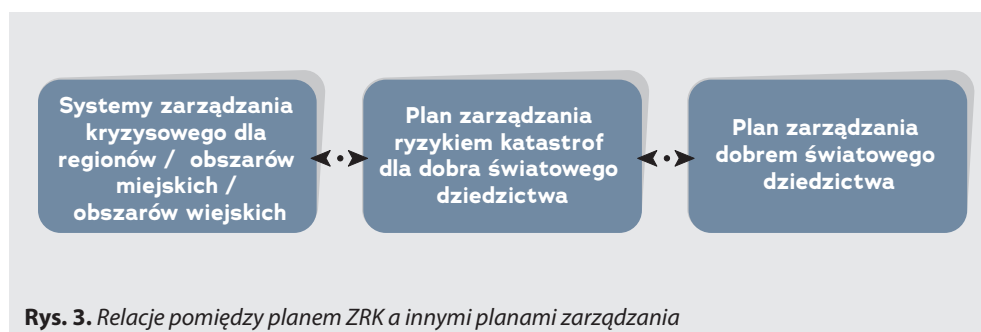 Systemy zarządzania
kryzysowego dla
regionów / obszarów
miejskich /
obszarów wiejskich
Plan zarządzania
ryzykiem katastrof
dla dobra światowego
dziedzictwa
Plan zarządzania
dobrem światowego
dziedzictwa
Rys. 3. Relacje pomiędzy planem ZRK a innymi planami zarządzania